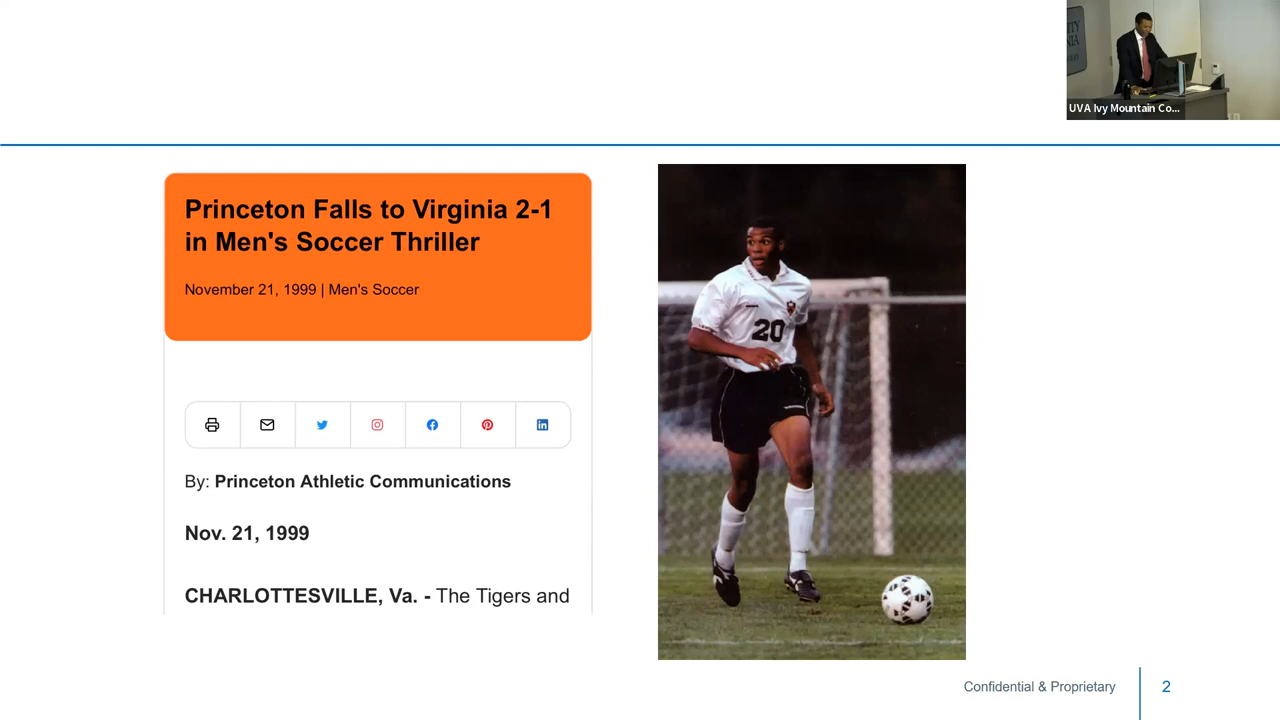 UVA Ivy Mountain Co...
Princeton Falls to Virginia 2-1
in Men's Soccer Thriller
November 21, 1999 | Men's Soccer
By: Princeton Athletic Communications
Nov. 21, 1999
CHARLOTTESVILLE, Va. - The Tigers and
20
Confidential & Proprietary
2